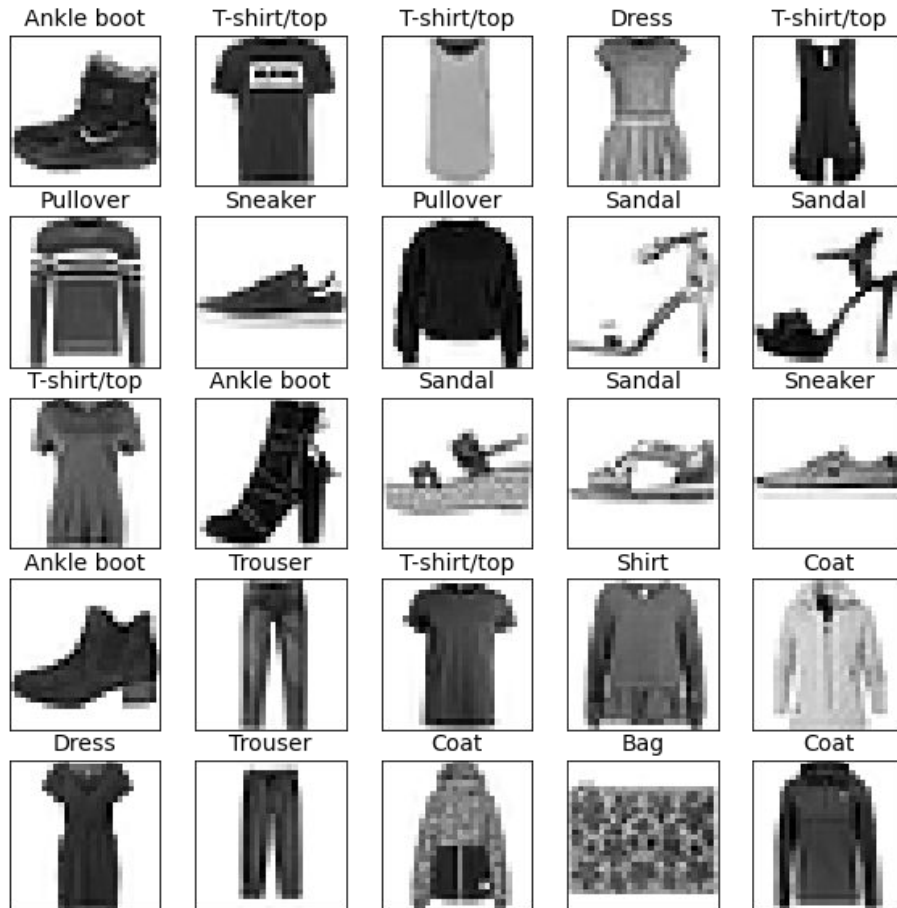 Ankle boot T-shirt/top T-shirt/top Dress T-shirt/top
Pullover Sneaker Pullover Sandal Sandal
T-shirt/top Ankle boot Sandal Sandal Sneaker
Ankle boot Trouser T-shirt/top Shirt Coat
Dress Trouser Coat Bag Coat